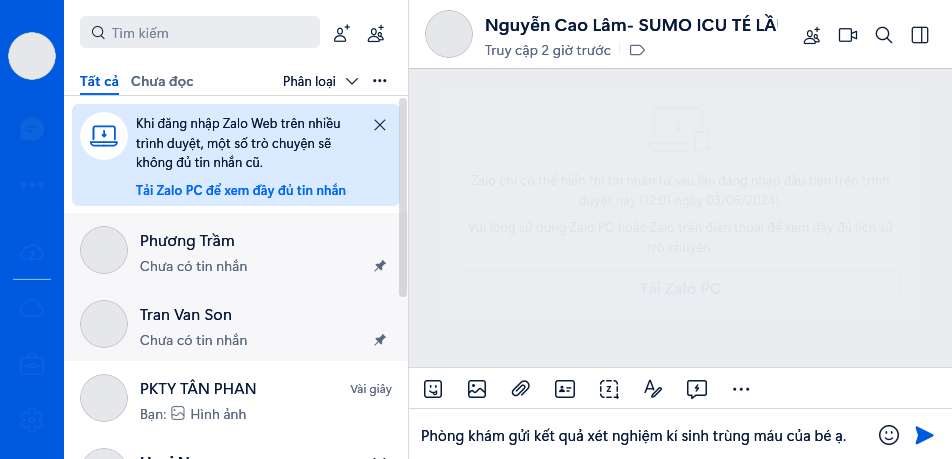 Tìm kiếm
Tất cả Chưa đọc Phân loại
Khi đăng nhập Zalo Web trên nhiều
trình duyệt, một số trò chuyện sẽ
không đủ tin nhắn cũ.
Tải Zalo PC để xem đầy đủ tin nhắn
Phương Trầm
Chưa có tin nhắn
Tran Van Son
Chưa có tin nhắn
PKTY TÂN PHAN Vài giây
Bạn: Hình ảnh
Nguyễn Cao Lâm- SUMO ICU TÉ LẦ
Truy cập 2 giờ trước
Zalo chỉ có thể hiển thị tin nhắn từ sau lần đăng nhập đầu tiên trên trình
duyệt này (12:01 ngày 03/06/2024)
Vui lòng sử dụng Zalo PC hoặc Zalo trên điện thoại để xem đầy đủ lịch sử
trò chuyện
Tải Zalo PC
Phòng khám gửi kết quả xét nghiệm kí sinh trùng máu của bé ạ.